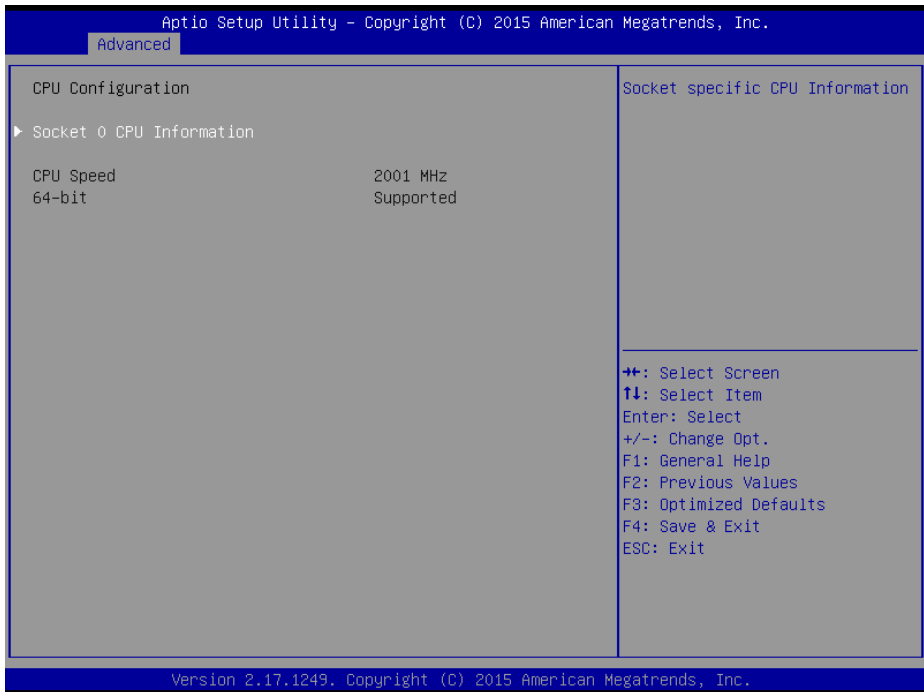 Aptio Setup Utility – Copyright (C) 2015 American Megatrends, Inc.
Advanced
CPU Configuration
Socket 0 CPU Information
CPU Speed 2001 MHz
64-bit Supported
Socket specific CPU Information
→←: Select Screen
↑↓: Select Item
Enter: Select
+/-: Change Opt.
F1: General Help
F2: Previous Values
F3: Optimized Defaults
F4: Save & Exit
ESC: Exit
Version 2.17.1249. Copyright (C) 2015 American Megatrends, Inc.